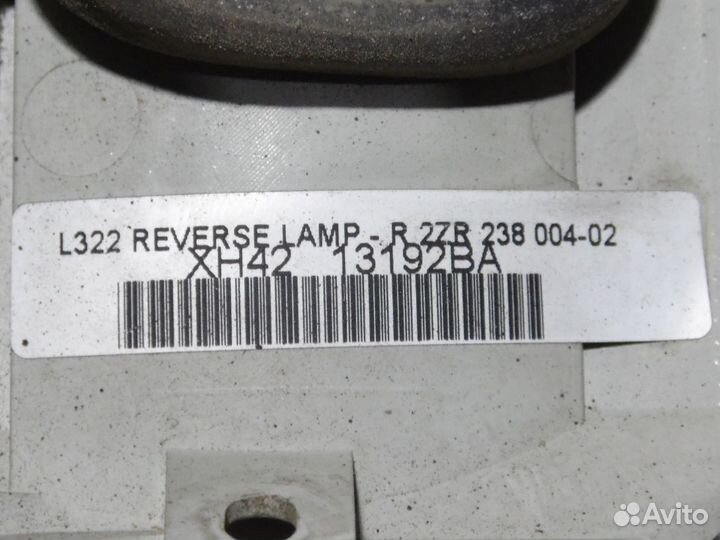 L322 REVERSE LAMP - R 2ZR 238 004-02
XH42 13192BA
Avito